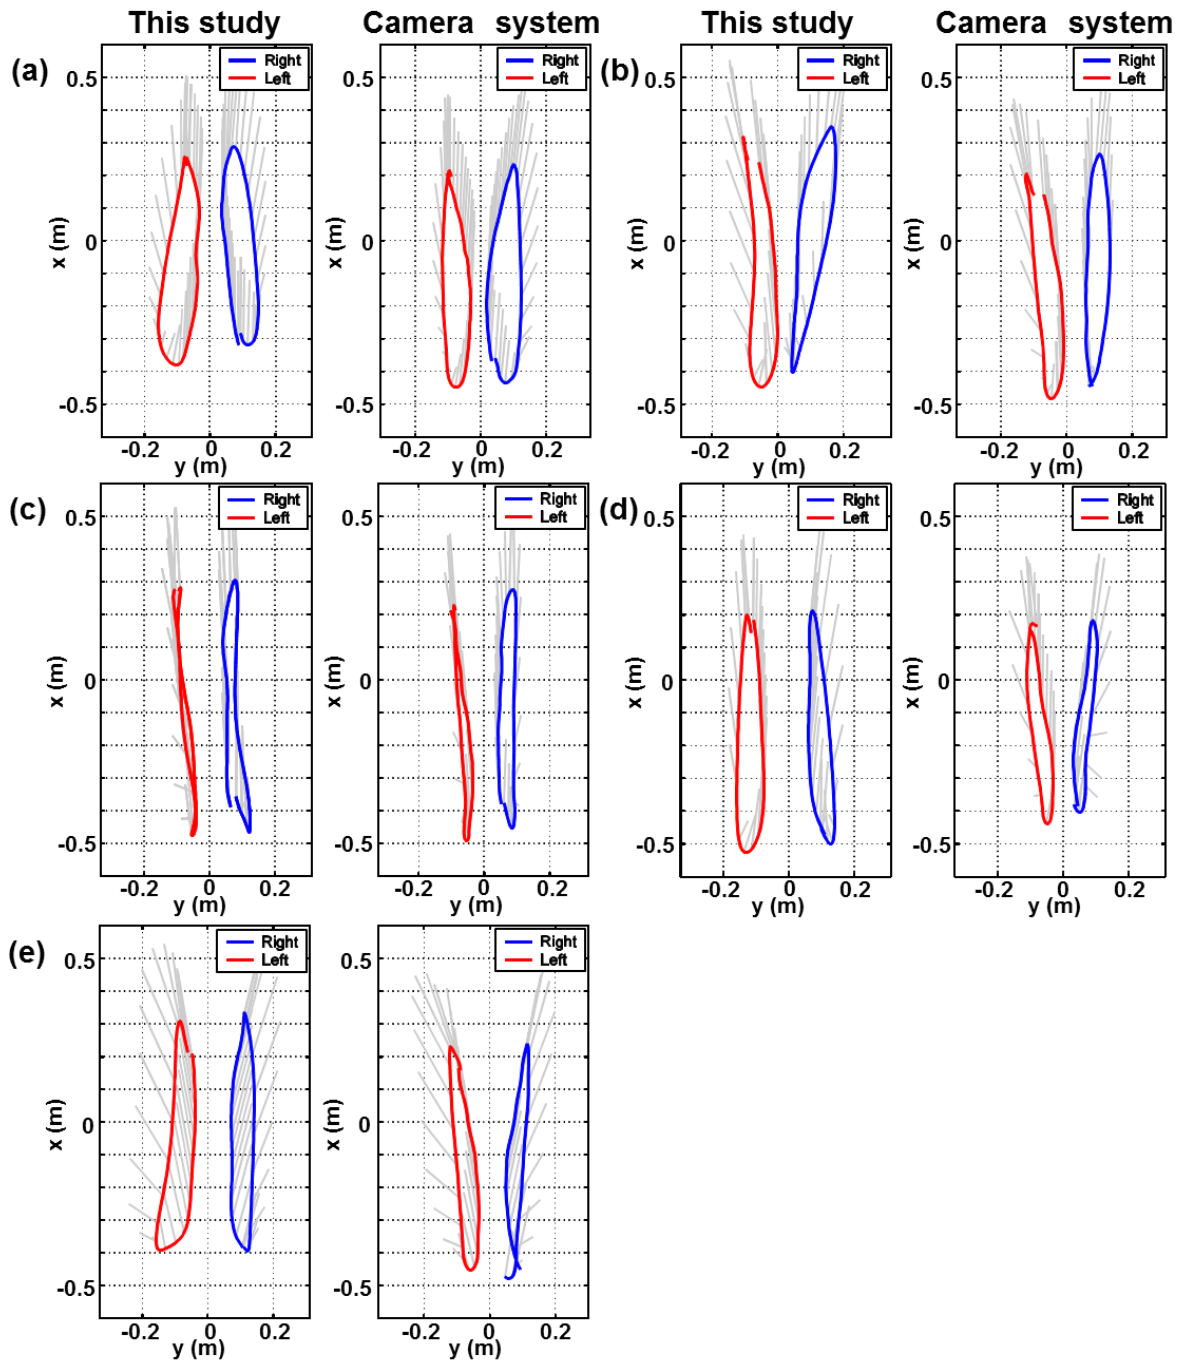 This study Camera system This study Camera system
(a) (b)
Right Right Right Right
Left Left Left Left
0.5 0.5 0.5 0.5
x (m) x (m) x (m) x (m)
0 0 0 0
-0.5 -0.5 -0.5 -0.5
-0.2 0 0.2 -0.2 0 0.2 -0.2 0 0.2 -0.2 0 0.2
y (m) y (m) y (m) y (m)
(c) (d)
Right Right Right Right
Left Left Left Left
0.5 0.5 0.5 0.5
x (m) x (m) x (m) x (m)
0 0 0 0
-0.5 -0.5 -0.5 -0.5
-0.2 0 0.2 -0.2 0 0.2 -0.2 0 0.2 -0.2 0 0.2
y (m) y (m) y (m) y (m)
(e)
Right Right
Left Left
0.5 0.5
x (m) x (m)
0 0
-0.5 -0.5
-0.2 0 0.2 -0.2 0 0.2
y (m) y (m)